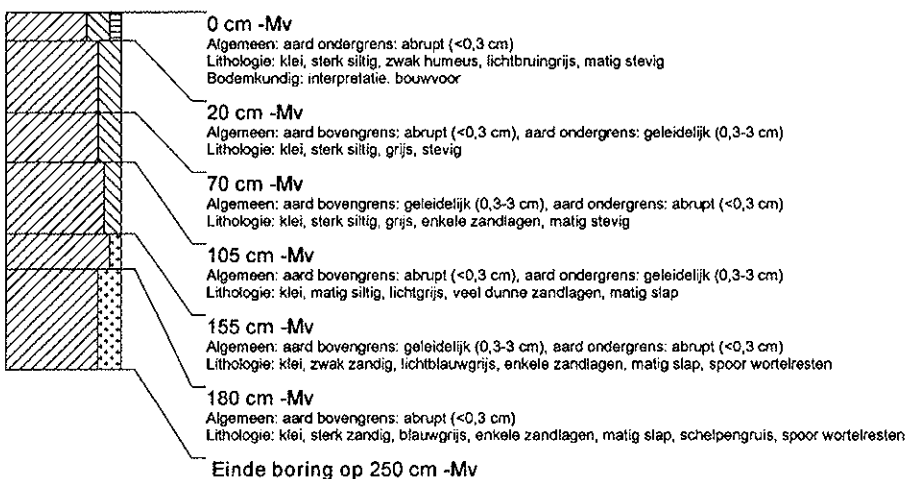 0 cm -Mv
Algemeen: aard ondergrens: abrupt (<0,3 cm)
Lithologie: klei, sterk siltig, zwak humeus, lichtbruingrijs, matig stevig
Bodemkundig: interpretatie: bouwvoor
20 cm -Mv
Algemeen: aard bovengrens: abrupt (<0,3 cm), aard ondergrens: geleidelijk (0,3-3 cm)
Lithologie: klei, sterk siltig, grijs, stevig
70 cm -Mv
Algemeen: aard bovengrens: geleidelijk (0,3-3 cm), aard ondergrens: abrupt (<0,3 cm)
Lithologie: klei, sterk siltig, grijs, enkele zandlagen, matig stevig
105 cm -Mv
Algemeen: aard bovengrens: abrupt (<0,3 cm), aard ondergrens: geleidelijk (0,3-3 cm)
Lithologie: klei, matig siltig, lichtgrijs, veel dunne zandlagen, matig slap
155 cm -Mv
Algemeen: aard bovengrens: geleidelijk (0,3-3 cm), aard ondergrens: abrupt (<0,3 cm)
Lithologie: klei, zwak zandig, lichtblauwgrijs, enkele zandlagen, matig slap, spoor wortelresten
180 cm -Mv
Algemeen: aard bovengrens: abrupt (<0,3 cm)
Lithologie: klei, sterk zandig, blauwgrijs, enkele zandlagen, matig slap, schelpengruis, spoor wortelresten
Einde boring op 250 cm -Mv